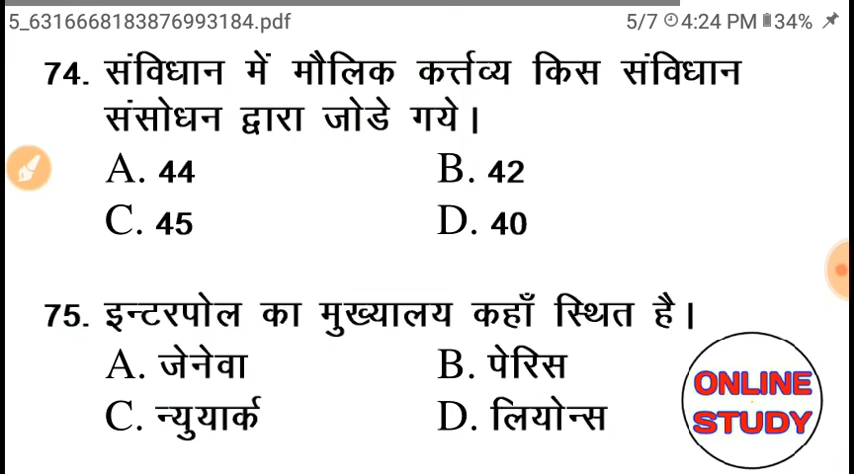 5_6316668183876993184.pdf 5/7 4:24 PM 34%
74. संविधान में मौलिक कर्त्तव्य किस संविधान
संसोधन द्वारा जोडे गये।
A. 44 B. 42
C. 45 D. 40
75. इन्टरपोल का मुख्यालय कहाँ स्थित है।
A. जेनेवा B. पेरिस
C. न्युयार्क D. लियोन्स
ONLINE
STUDY